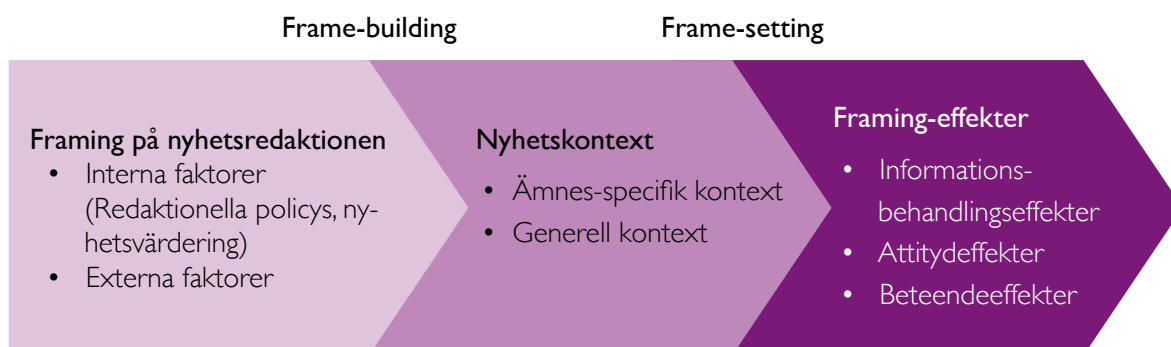 Frame-building
Frame-setting
Framing på nyhetsredaktionen
• Interna faktorer
(Redaktionella policys, ny-
hetsvärdering)
• Externa faktorer
Nyhetskontext
• Ämnes-specifik kontext
• Generell kontext
Framing-effekter
• Informations-
behandlingseffekter
• Attitydeffekter
• Beteendeeffekter